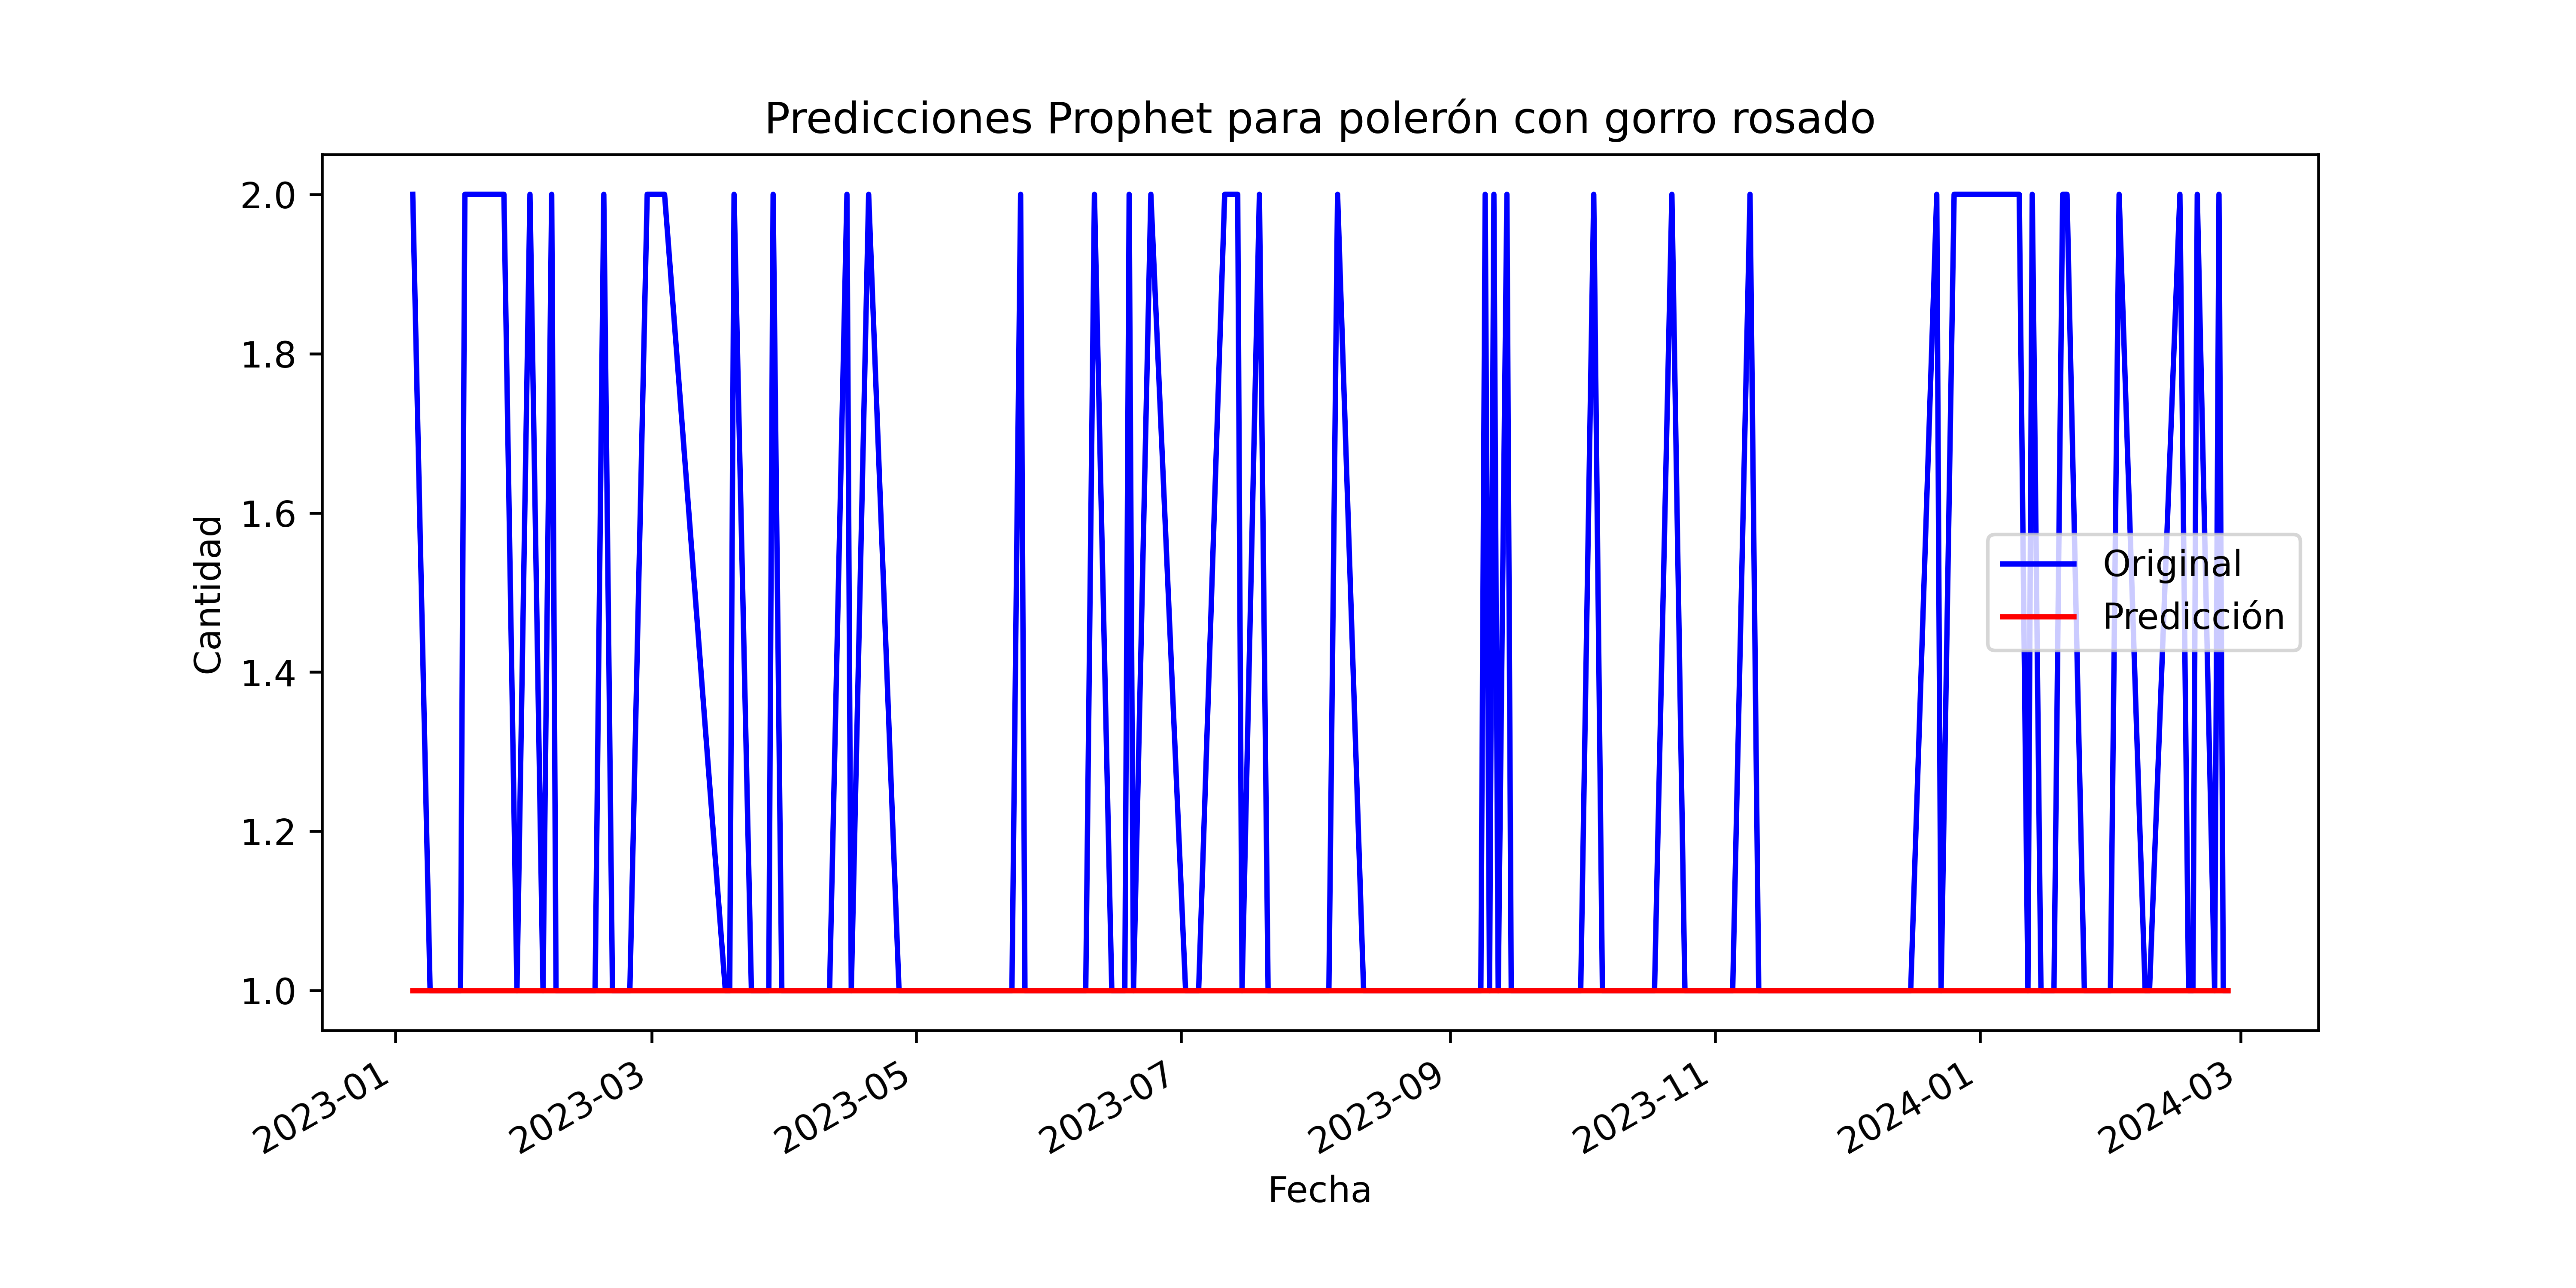 Predicciones Prophet para polerón con gorro rosado
2.0
1.8
1.6
1.4
1.2
1.0
Cantidad
Original
Predicción
2023-01
2023-03
2023-05
2023-07
2023-09
2023-11
2024-01
2024-03
Fecha